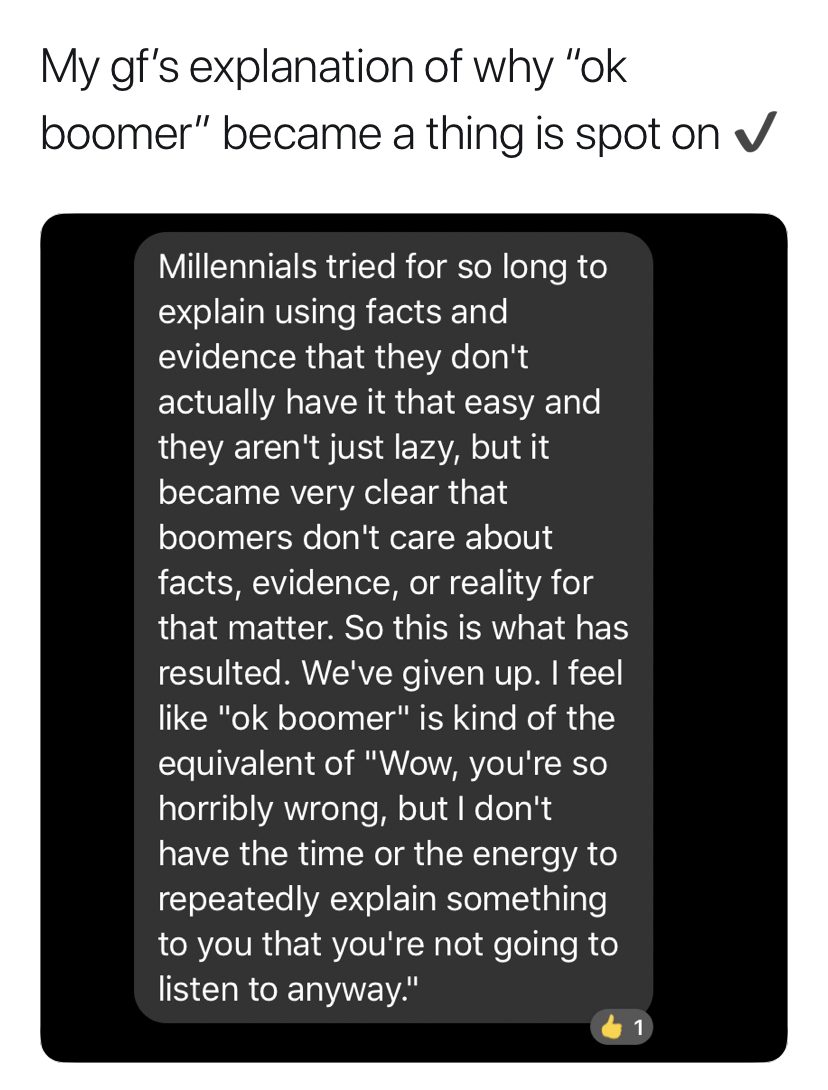 My gf’s explanation of why “ok
boomer” became a thing is spot on ✔
Millennials tried for so long to
explain using facts and
evidence that they don't
actually have it that easy and
they aren't just lazy, but it
became very clear that
boomers don't care about
facts, evidence, or reality for
that matter. So this is what has
resulted. We've given up. I feel
like "ok boomer" is kind of the
equivalent of "Wow, you're so
horribly wrong, but I don't
have the time or the energy to
repeatedly explain something
to you that you're not going to
listen to anyway."
👍 1